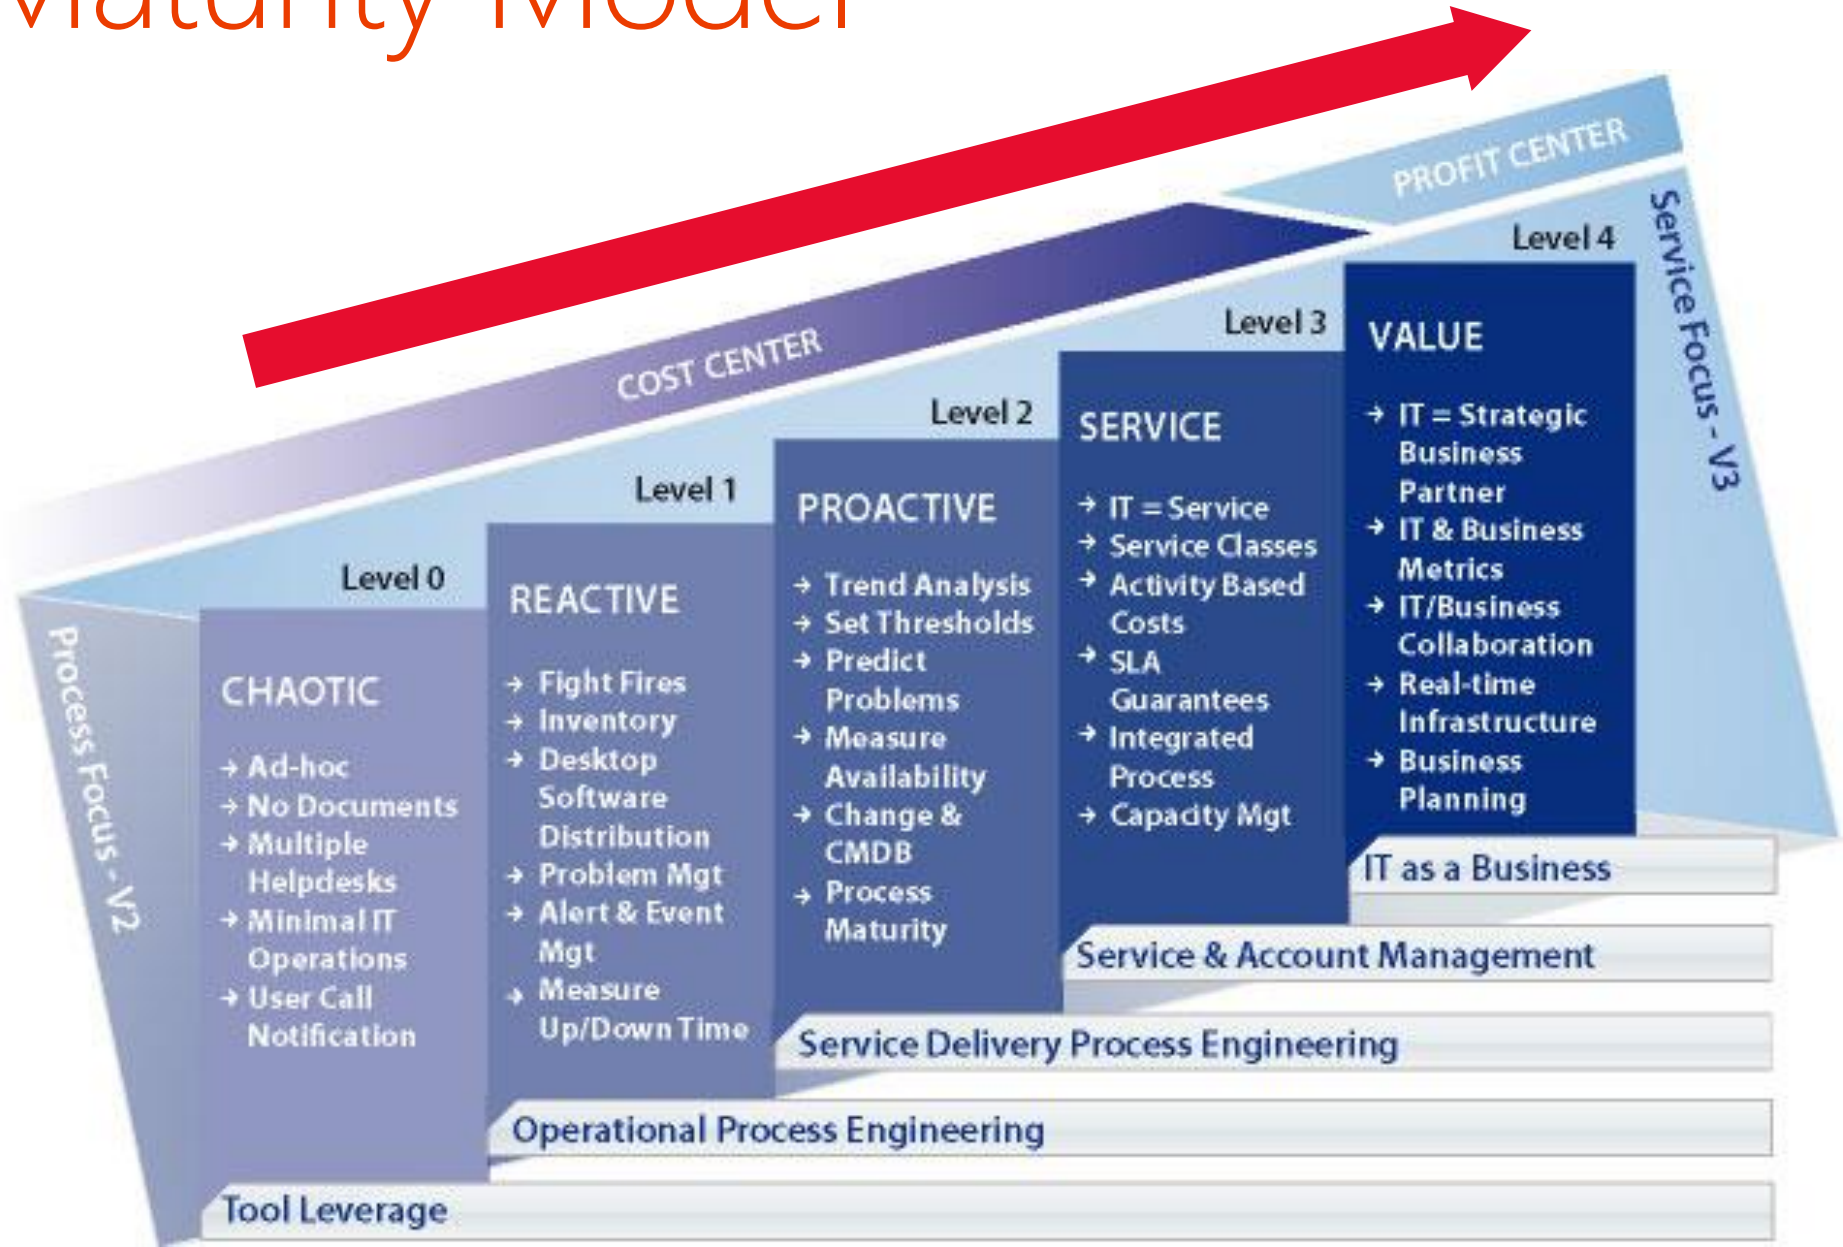 Maturity Model
PROFIT CENTER
COST CENTER
Process Focus - V2
Service Focus - V3
Level 0
CHAOTIC
→ Ad-hoc
→ No Documents
→ Multiple
Helpdesks
→ Minimal IT
Operations
→ User Call
Notification
Level 1
REACTIVE
→ Fight Fires
→ Inventory
→ Desktop
Software
Distribution
→ Problem Mgt
→ Alert & Event
Mgt
→ Measure
Up/Down Time
Level 2
PROACTIVE
→ Trend Analysis
→ Set Thresholds
→ Predict
Problems
→ Measure
Availability
→ Change &
CMDB
→ Process
Maturity
Level 3
SERVICE
→ IT = Service
→ Service Classes
→ Activity Based
Costs
→ SLA
Guarantees
→ Integrated
Process
→ Capacity Mgt
Level 4
VALUE
→ IT = Strategic
Business
Partner
→ IT & Business
Metrics
→ IT/Business
Collaboration
→ Real-time
Infrastructure
→ Business
Planning
IT as a Business
Service & Account Management
Service Delivery Process Engineering
Operational Process Engineering
Tool Leverage